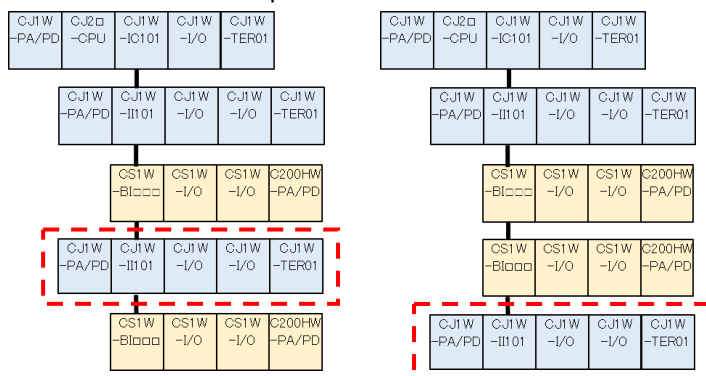 CJ1W CJ2□ CJ1W CJ1W CJ1W
-PA/PD -CPU -IC101 -I/O -TER01
CJ1W CJ1W CJ1W CJ1W CJ1W
-PA/PD -II101 -I/O -I/O -TER01
CS1W CS1W CS1W C200HW
-BI□□□ -I/O -I/O -PA/PD
CJ1W CJ1W CJ1W CJ1W CJ1W
-PA/PD -II101 -I/O -I/O -TER01
CS1W CS1W CS1W C200HW
-BI□□□ -I/O -I/O -PA/PD
CJ1W CJ2□ CJ1W CJ1W CJ1W
-PA/PD -CPU -IC101 -I/O -TER01
CJ1W CJ1W CJ1W CJ1W CJ1W
-PA/PD -II101 -I/O -I/O -TER01
CS1W CS1W CS1W C200HW
-BI□□□ -I/O -I/O -PA/PD
CS1W CS1W CS1W C200HW
-BI□□□ -I/O -I/O -PA/PD
CJ1W CJ1W CJ1W CJ1W CJ1W
-PA/PD -II101 -I/O -I/O -TER01